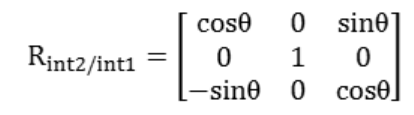 cosθ 0 sinθ
R_int2/int1 = 0 1 0
−sinθ 0 cosθ